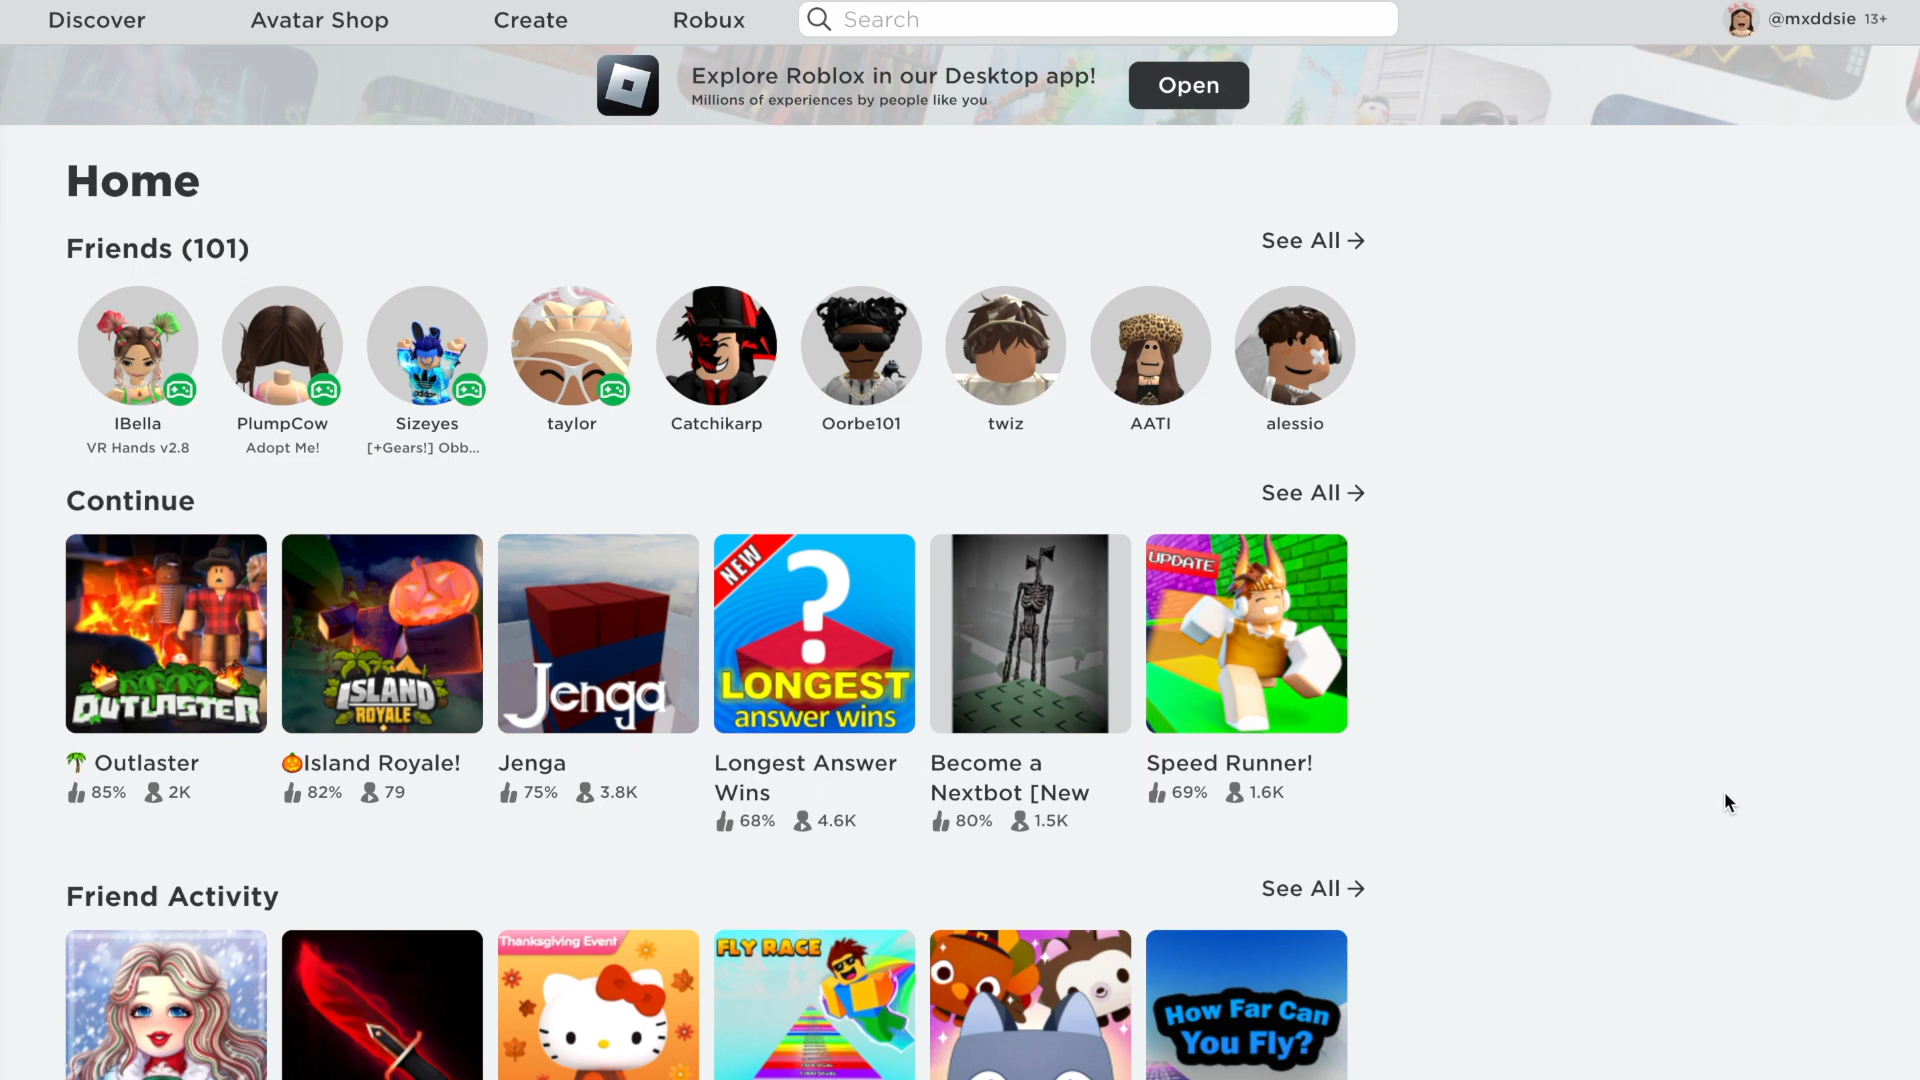 Discover Avatar Shop Create Robux Search @mxddsie 13+
Explore Roblox in our Desktop app!
Millions of experiences by people like you
Open
Home
Friends (101)
See All →
IBella PlumpCow Sizeyes taylor Catchikarp Oorbe101 twiz AATI alessio
VR Hands v2.8 Adopt Me! [+Gears!] Obb...
adidas
Continue
See All →
OUTLASTER
ISLAND
ROYALE
Jenga
NEW
?
LONGEST
answer wins
UPDATE
🌴 Outlaster
85% 2K
🎃Island Royale!
82% 79
Jenga
75% 3.8K
Longest Answer
Wins
68% 4.6K
Become a
Nextbot [New
80% 1.5K
Speed Runner!
69% 1.6K
Friend Activity
See All →
Thanksgiving Event
FLY RACE
How Far Can
You Fly?